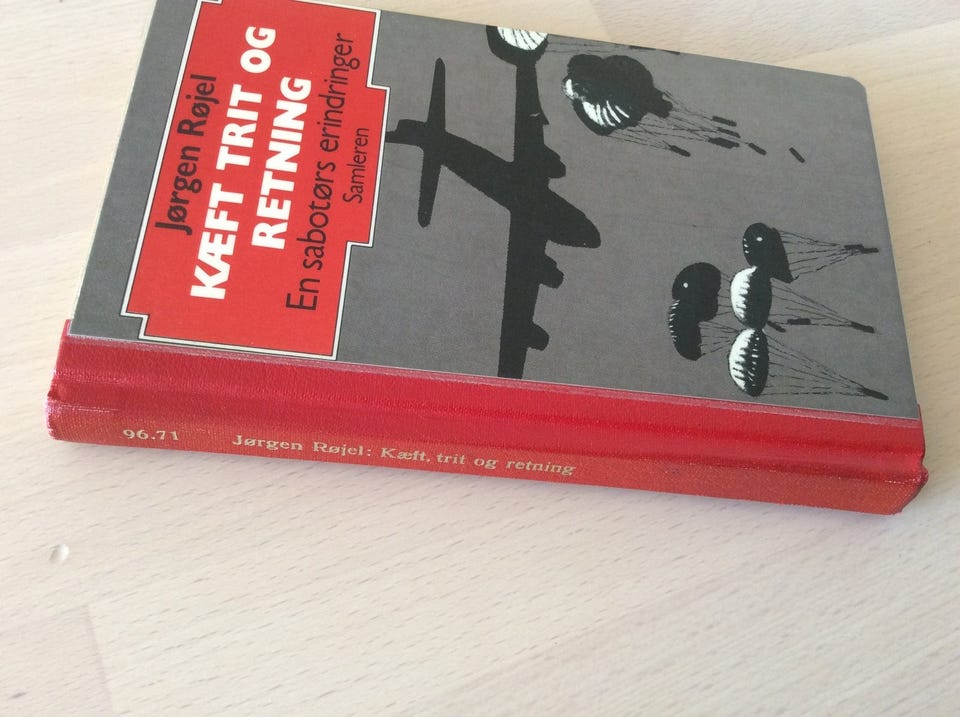 Jørgen Røjel
KÆFT TRIT OG
RETNING
En sabotørs erindringer
Samleren
96.71 Jørgen Røjel: Kæft, trit og retning